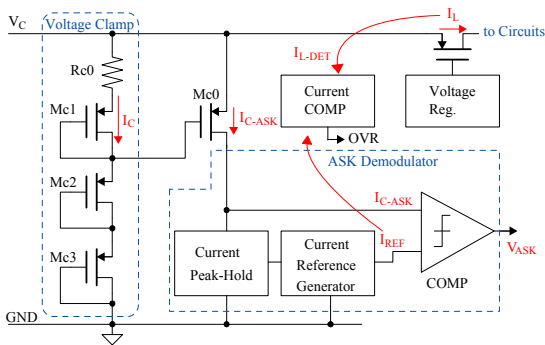 V_C
Voltage Clamp
I_L
to Circuits
Rc0
I_L-DET
Mc0
Mc1
I_C
I_C-ASK
Current
COMP
Voltage
Reg.
OVR
ASK Demodulator
Mc2
I_C-ASK
I_REF
Mc3
Current
Peak-Hold
Current
Reference
Generator
COMP
V_ASK
GND